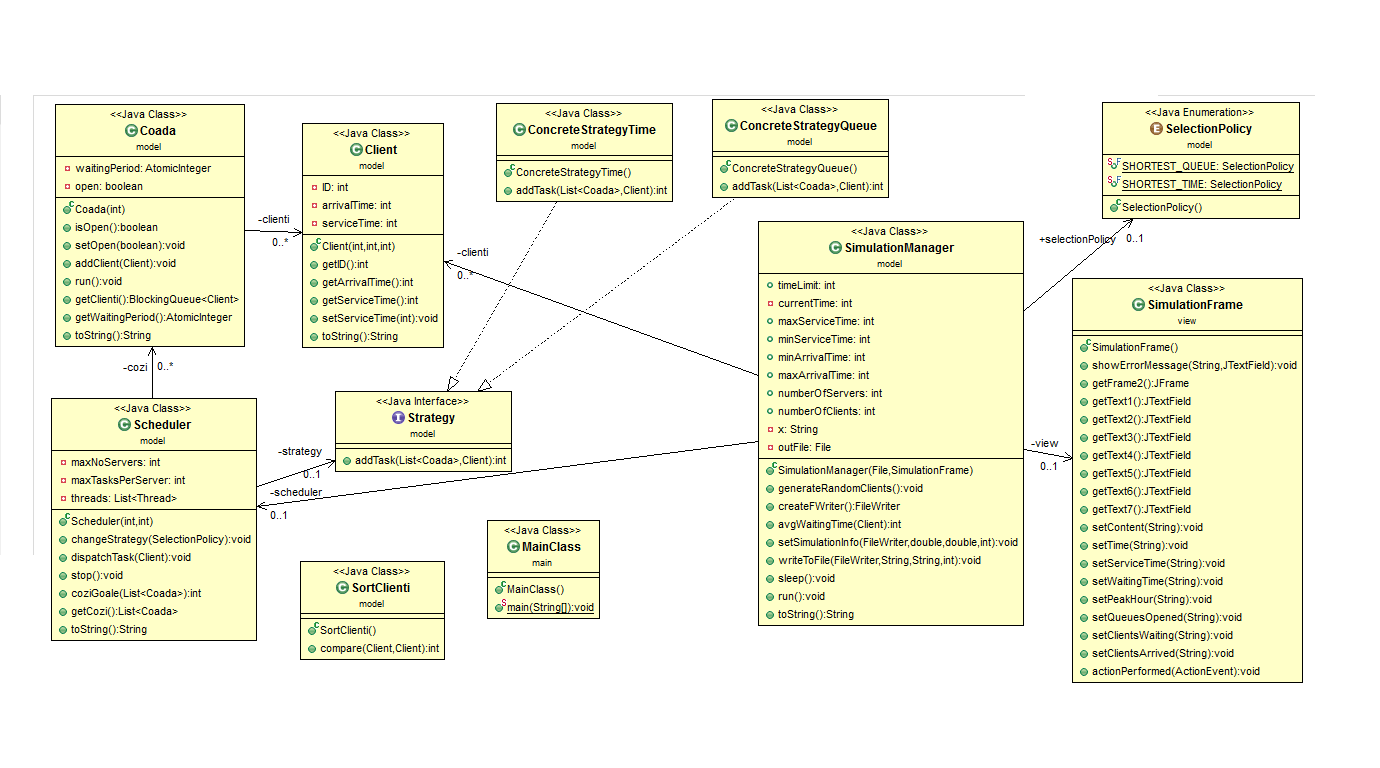 <<Java Class>>
Coada
model
waitingPeriod: AtomicInteger
open: boolean
Coada(int)
isOpen():boolean
setOpen(boolean):void
addClient(Client):void
run():void
getClienti():BlockingQueue<Client>
getWaitingPeriod():AtomicInteger
toString():String
-clienti
0..*
<<Java Class>>
Client
model
ID: int
arrivalTime: int
serviceTime: int
Client(int,int,int)
getID():int
getArrivalTime():int
getServiceTime():int
setServiceTime(int):void
toString():String
<<Java Class>>
ConcreteStrategyTime
model
ConcreteStrategyTime()
addTask(List<Coada>,Client):int
<<Java Class>>
ConcreteStrategyQueue
model
ConcreteStrategyQueue()
addTask(List<Coada>,Client):int
<<Java Enumeration>>
SelectionPolicy
model
SHORTEST_QUEUE: SelectionPolicy
SHORTEST_TIME: SelectionPolicy
SelectionPolicy()
-clienti
0..*
<<Java Class>>
SimulationManager
model
timeLimit: int
currentTime: int
maxServiceTime: int
minServiceTime: int
minArrivalTime: int
maxArrivalTime: int
numberOfServers: int
numberOfClients: int
x: String
outFile: File
SimulationManager(File,SimulationFrame)
generateRandomClients():void
createFWriter():FileWriter
avgWaitingTime(Client):int
setSimulationInfo(FileWriter,double,double,int):void
writeToFile(FileWriter,String,String,int):void
sleep():void
run():void
toString():String
+selectionPolicy
0..1
<<Java Class>>
SimulationFrame
view
SimulationFrame()
showErrorMessage(String,JTextField):void
getFrame2():JFrame
getText1():JTextField
getText2():JTextField
getText3():JTextField
getText4():JTextField
getText5():JTextField
getText6():JTextField
getText7():JTextField
setContent(String):void
setTime(String):void
setServiceTime(String):void
setWaitingTime(String):void
setPeakHour(String):void
setQueuesOpened(String):void
setClientsWaiting(String):void
setClientsArrived(String):void
actionPerformed(ActionEvent):void
-view
0..1
-cozi
0..*
<<Java Class>>
Scheduler
model
maxNoServers: int
maxTasksPerServer: int
threads: List<Thread>
Scheduler(int,int)
changeStrategy(SelectionPolicy):void
dispatchTask(Client):void
stop():void
coziGoale(List<Coada>):int
getCozi():List<Coada>
toString():String
<<Java Interface>>
Strategy
model
addTask(List<Coada>,Client):int
-strategy
0..1
-scheduler
0..1
<<Java Class>>
MainClass
main
MainClass()
main(String[]):void
<<Java Class>>
SortClienti
model
SortClienti()
compare(Client,Client):int